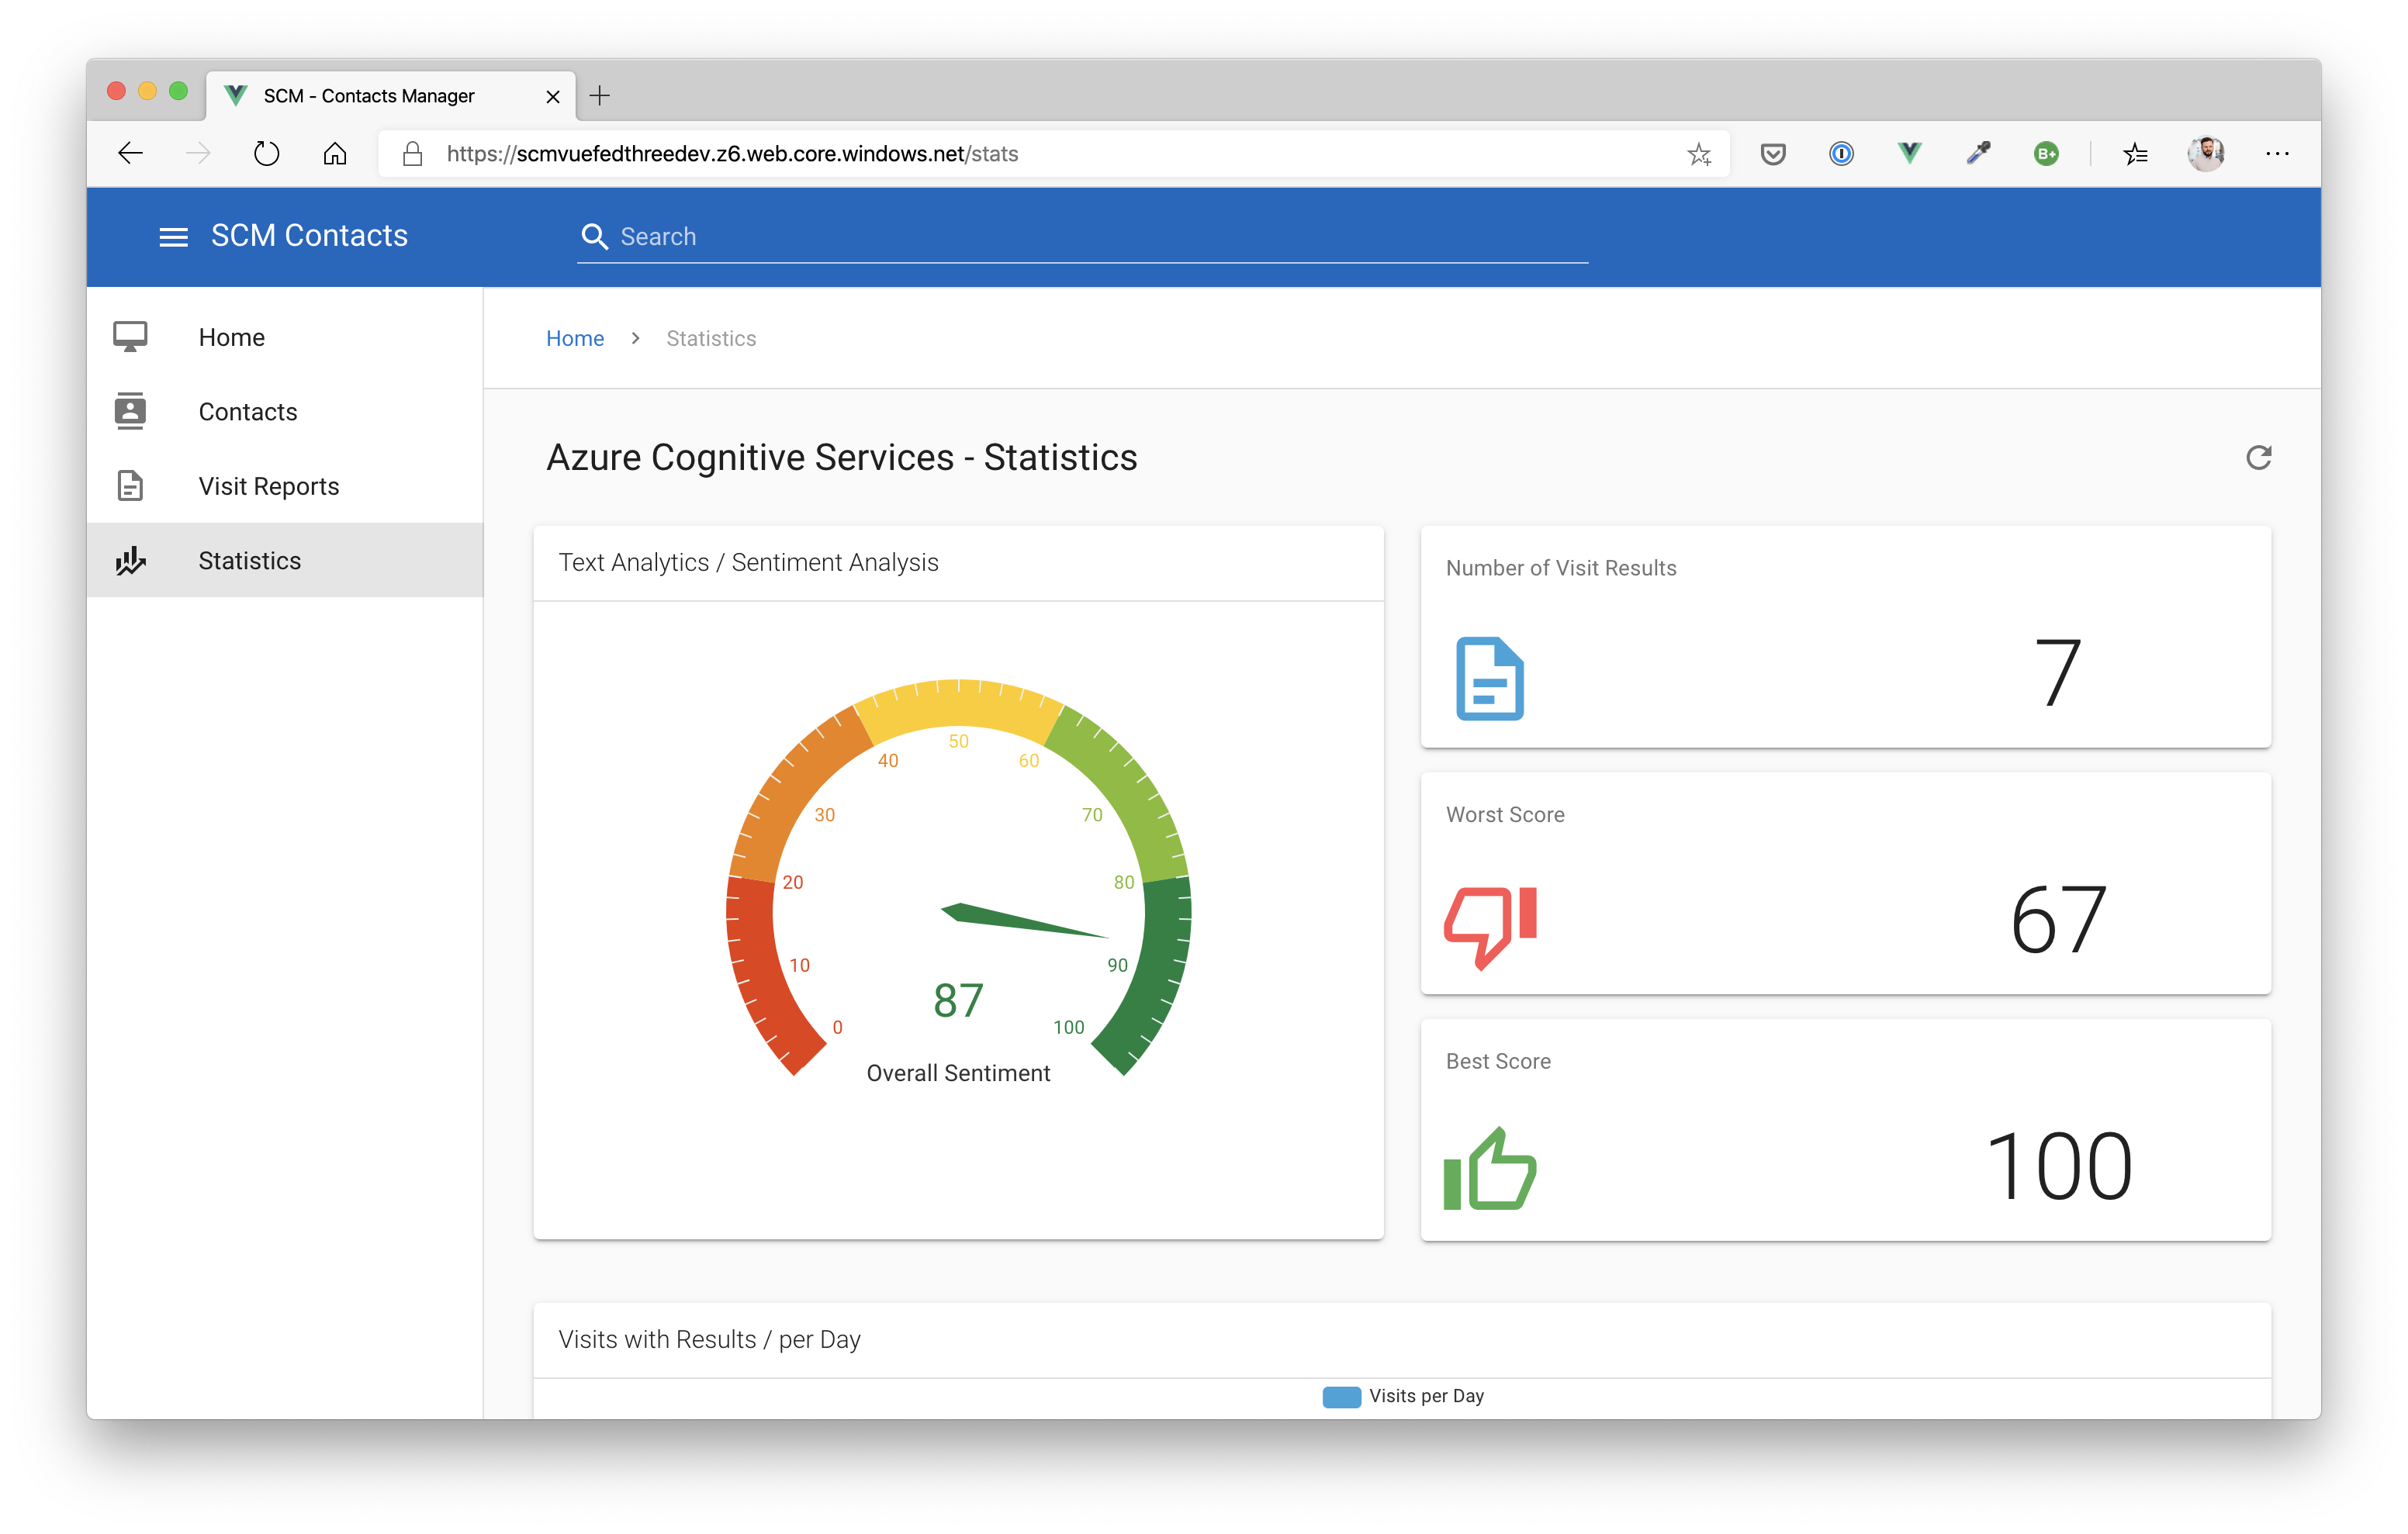 SCM - Contacts Manager
https://scmvuefedthreedev.z6.web.core.windows.net/stats
B+
SCM Contacts
Search
Home
Contacts
Visit Reports
Statistics
Home
Statistics
Azure Cognitive Services - Statistics
Text Analytics / Sentiment Analysis
0
10
20
30
40
50
60
70
80
90
100
87
Overall Sentiment
Number of Visit Results
7
Worst Score
67
Best Score
100
Visits with Results / per Day
Visits per Day